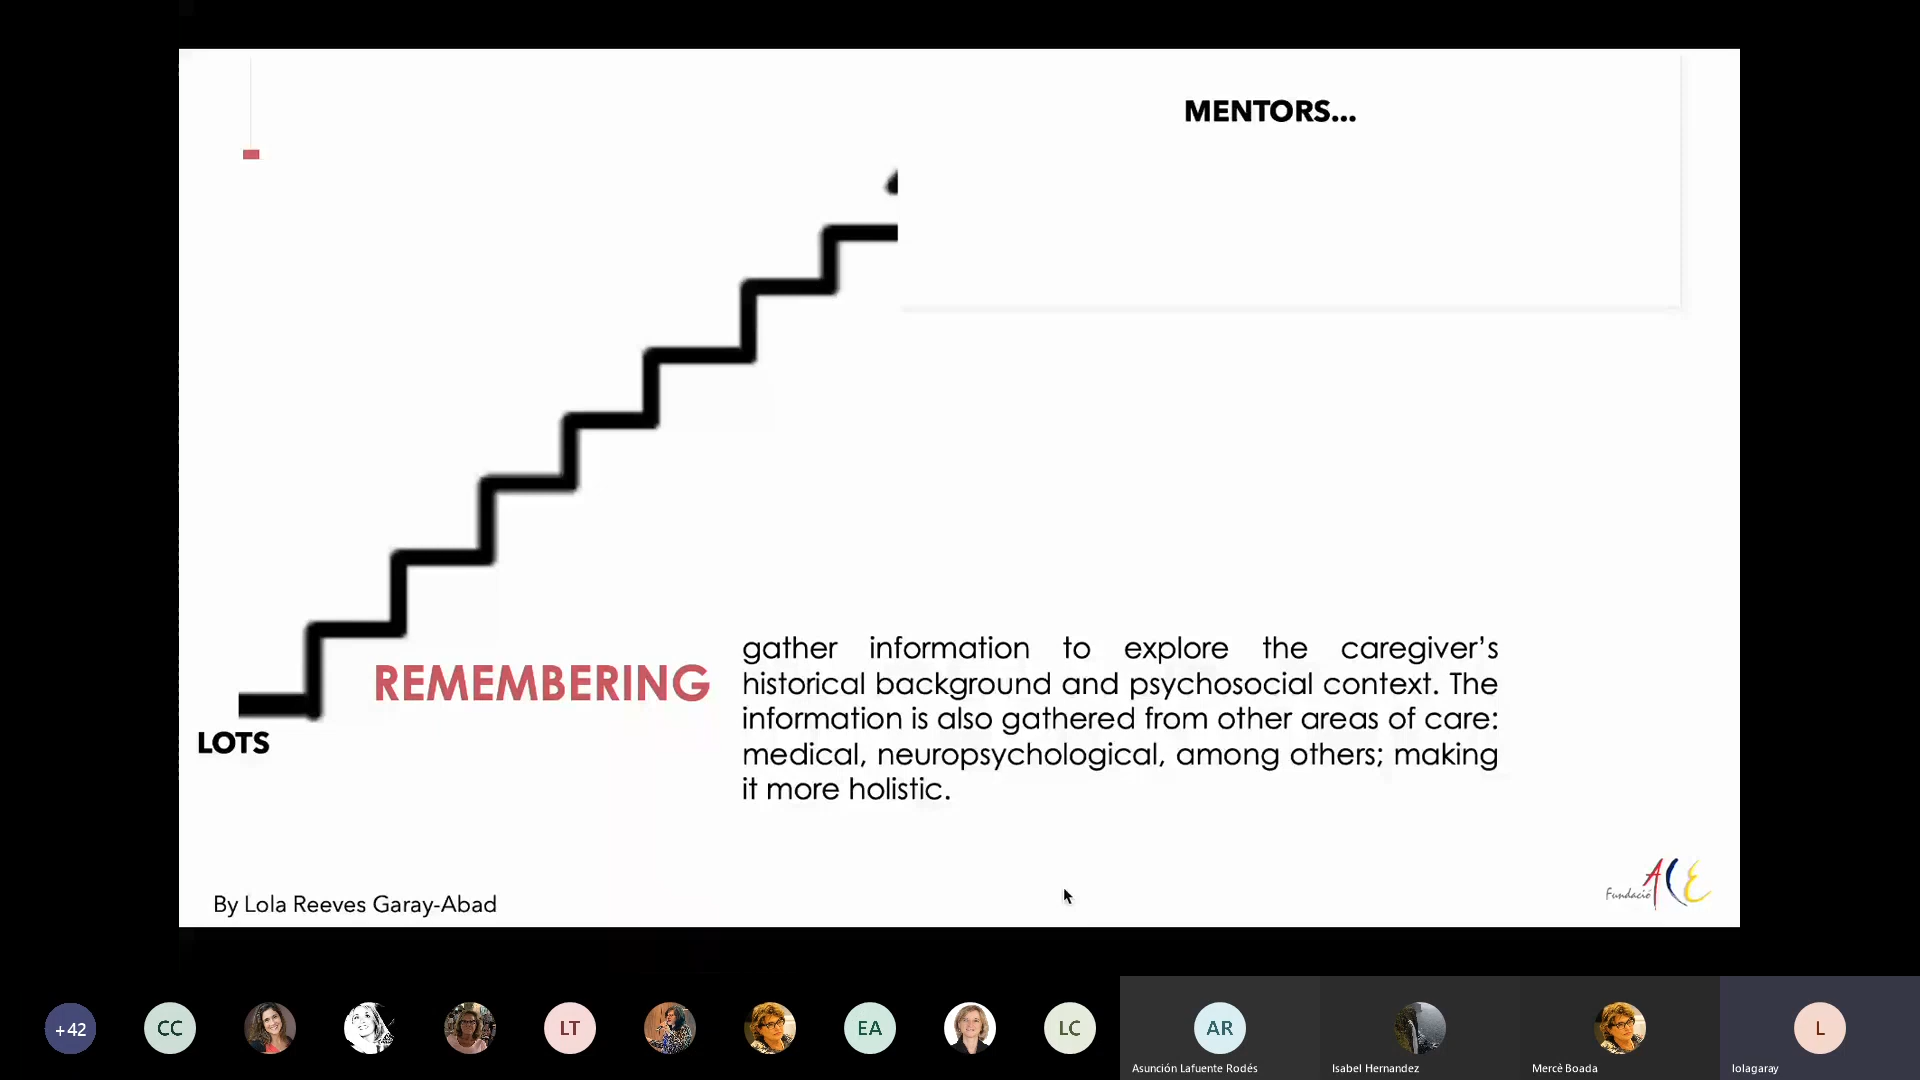 MENTORS...
REMEMBERING
gather information to explore the caregiver's
historical background and psychosocial context. The
information is also gathered from other areas of care:
medical, neuropsychological, among others; making
it more holistic.
LOTS
By Lola Reeves Garay-Abad
Fundació ACE
+42
CC
LT
EA
LC
AR
L
Asunción Lafuente Rodés
Isabel Hernandez
Mercè Boada
lolagaray